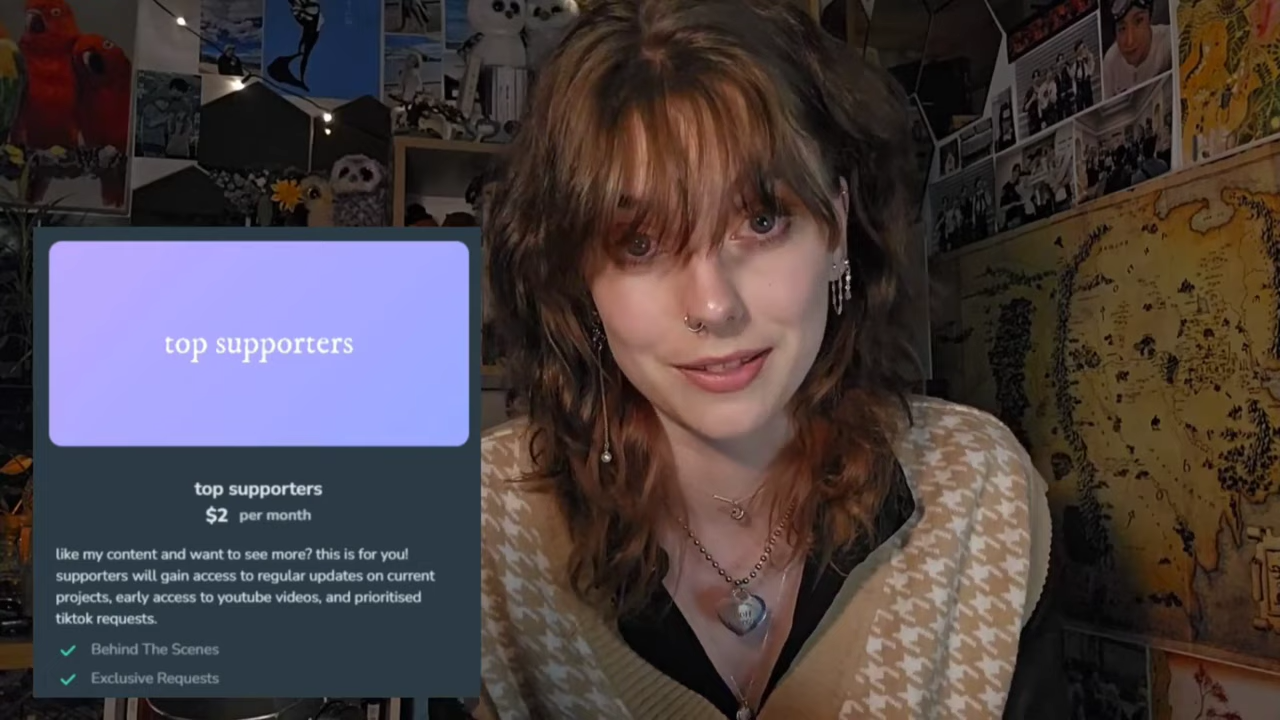 top supporters
top supporters
$2 per month
like my content and want to see more? this is for you!
supporters will gain access to regular updates on current
projects, early access to youtube videos, and prioritised
tiktok requests.
Behind The Scenes
Exclusive Requests